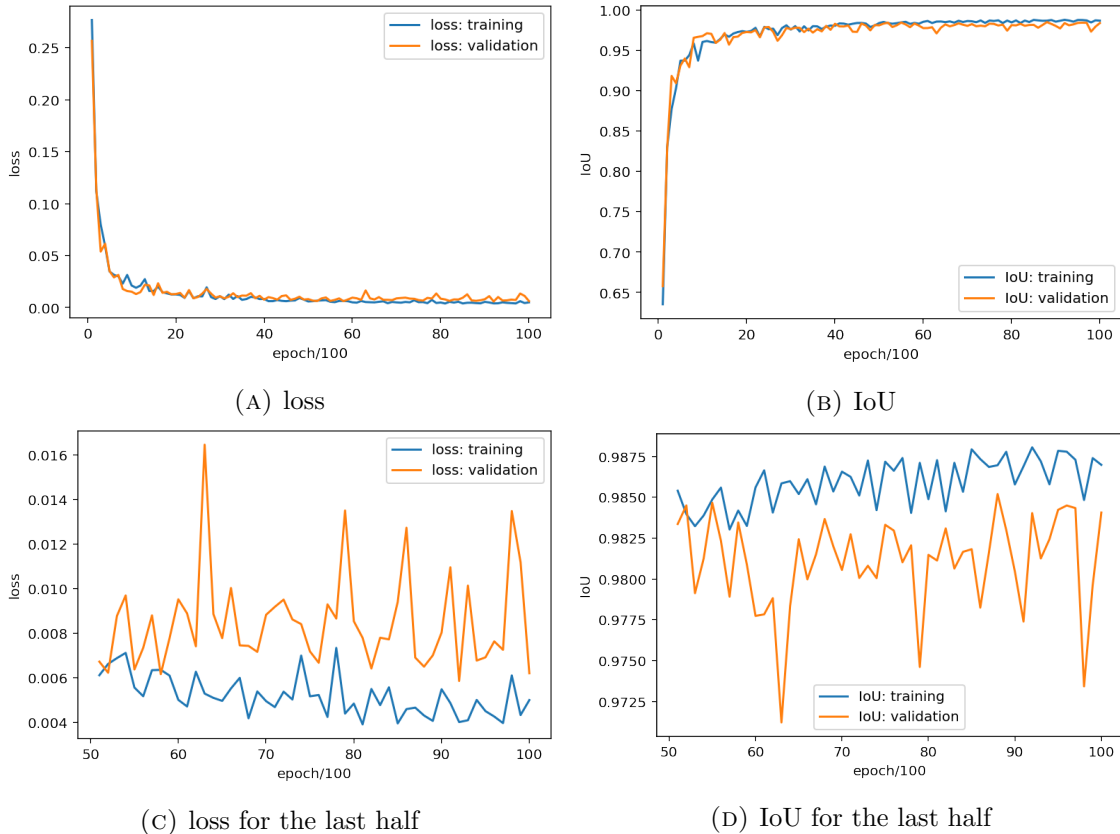 0.25
0.20
0.15
0.10
0.05
0.00
loss
loss: training
loss: validation
0 20 40 60 80 100
epoch/100
(A) loss
1.00
0.95
0.90
0.85
0.80
0.75
0.70
0.65
IoU
IoU: training
IoU: validation
0 20 40 60 80 100
epoch/100
(B) IoU
0.016
0.014
0.012
0.010
0.008
0.006
0.004
loss
loss: training
loss: validation
50 60 70 80 90 100
epoch/100
(C) loss for the last half
0.9875
0.9850
0.9825
0.9800
0.9775
0.9750
0.9725
IoU
IoU: training
IoU: validation
50 60 70 80 90 100
epoch/100
(D) IoU for the last half